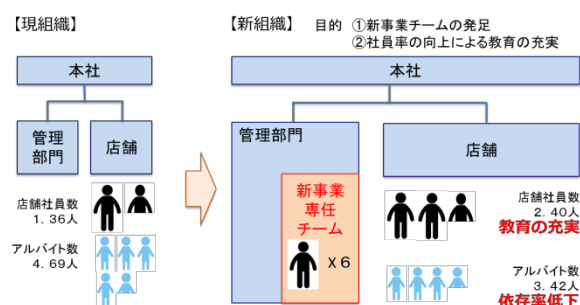 【現組織】
本社
管理
部門
店舗
店舗社員数
1.36人
アルバイト数
4.69人
【新組織】 目的 ①新事業チームの発足
②社員率の向上による教育の充実
本社
管理部門
店舗
新事業
専任
チーム
X6
店舗社員数
2.40人
教育の充実
アルバイト数
3.42人
依存率低下